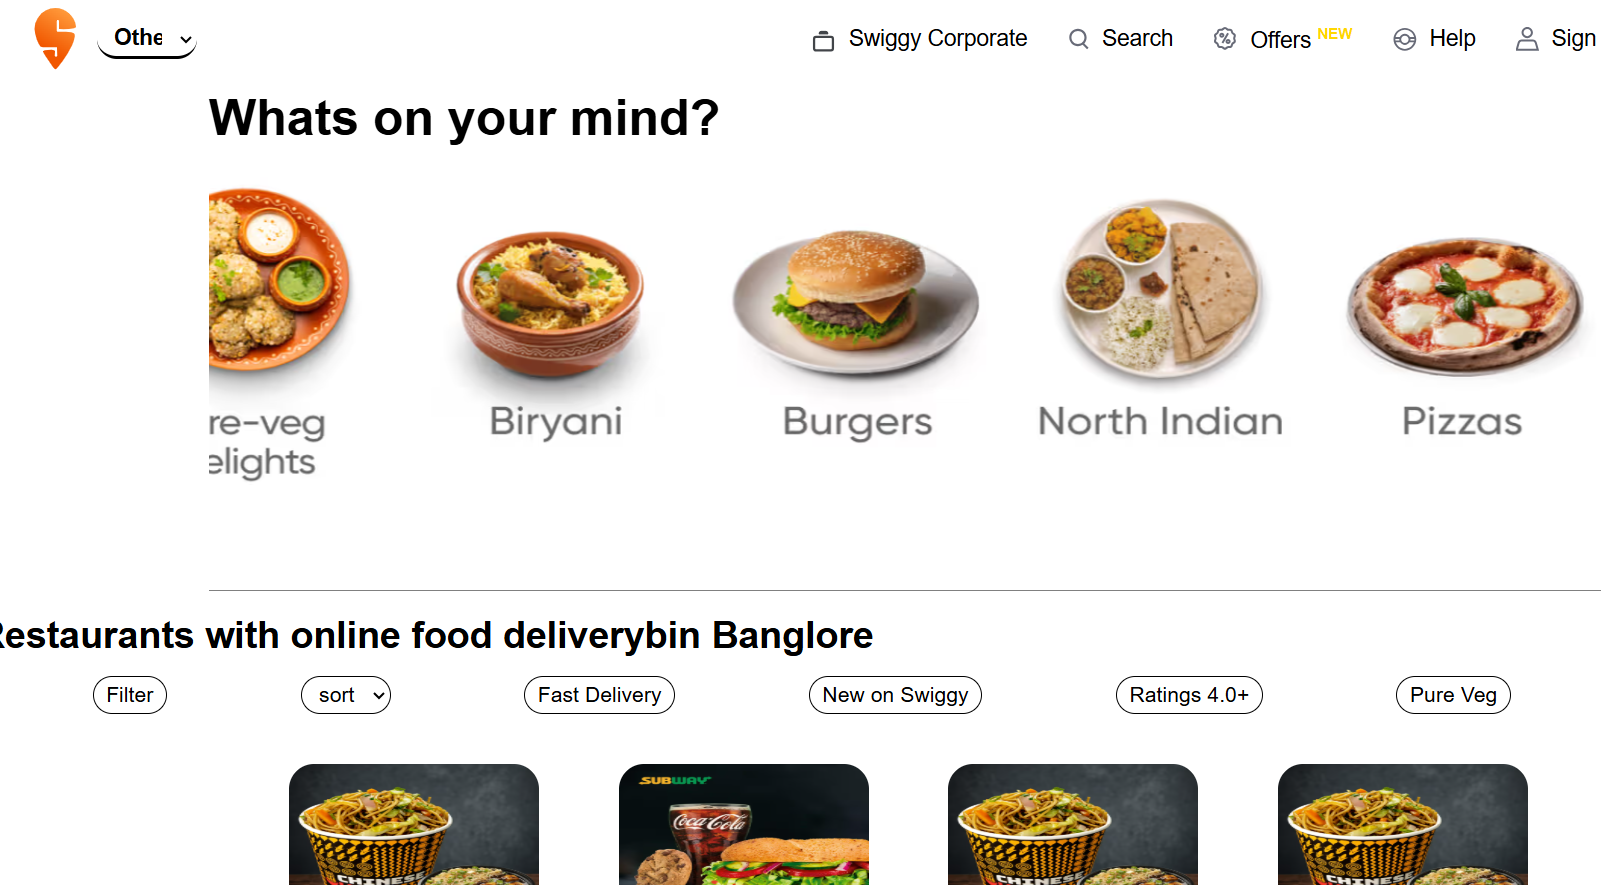 Othe
Swiggy Corporate
Search
Offers NEW
Help
Sign
Whats on your mind?
re-veg
elights
Biryani
Burgers
North Indian
Pizzas
Restaurants with online food deliverybin Banglore
Filter
sort
Fast Delivery
New on Swiggy
Ratings 4.0+
Pure Veg
CHINESE
SUBWAY
Coca-Cola
CHINESE
CHINESE